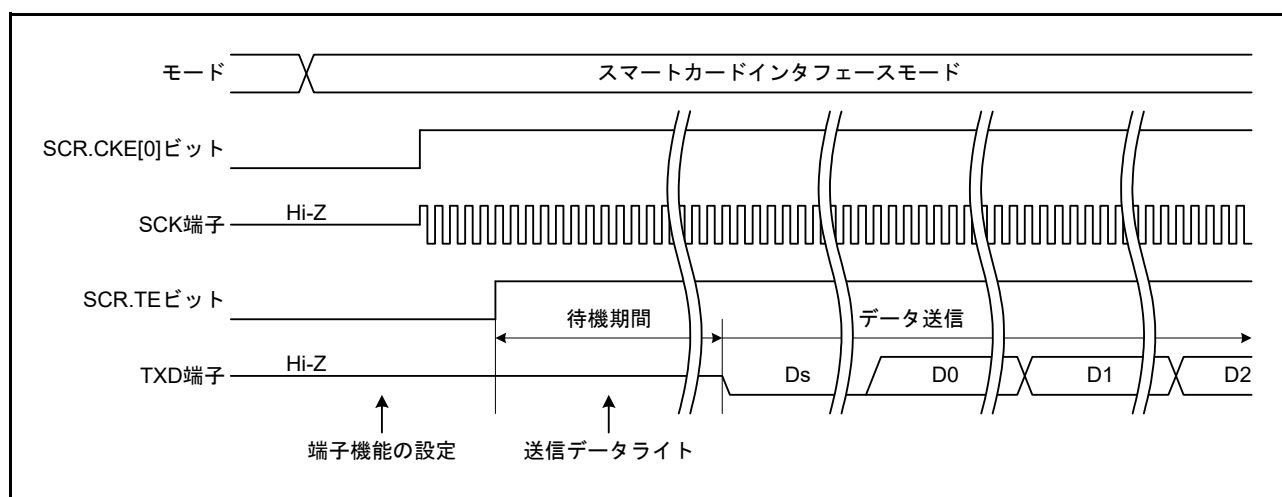 モード
スマートカードインタフェースモード
SCR.CKE[0]ビット
SCK端子
Hi-Z
SCR.TEビット
待機期間
データ送信
TXD端子
Hi-Z
Ds
D0
D1
D2
端子機能の設定
送信データライト